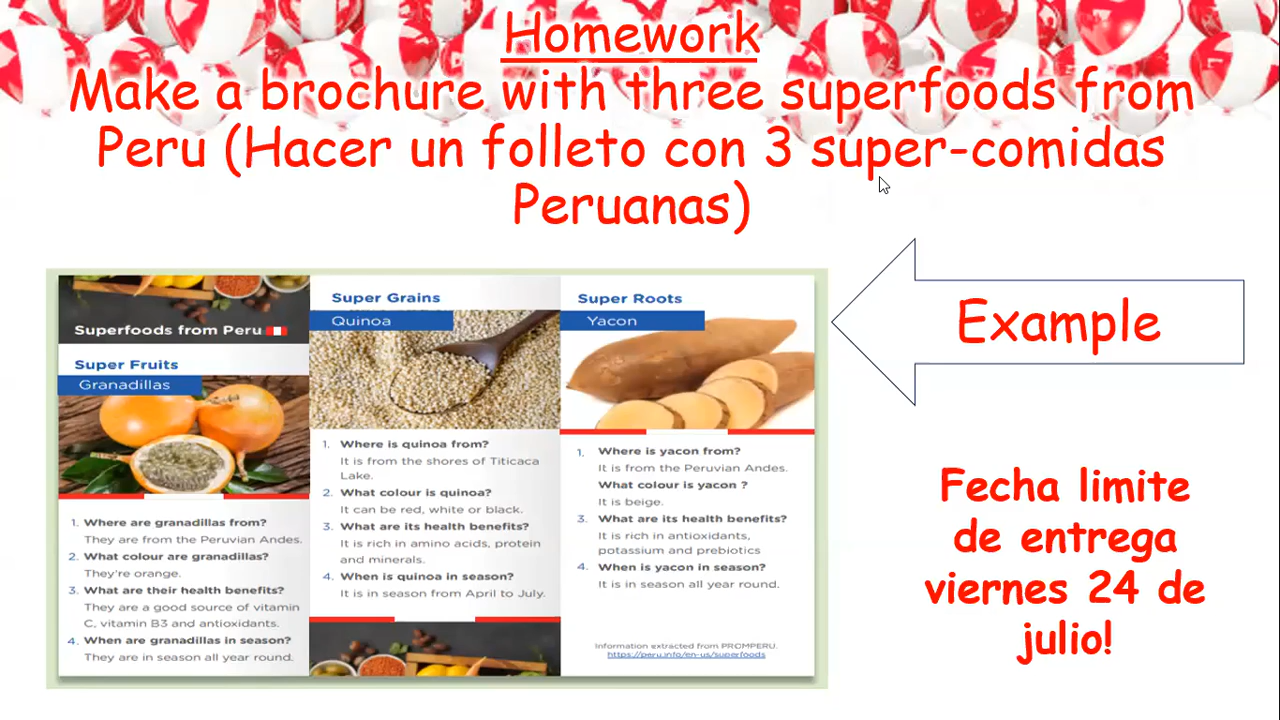 Homework
Make a brochure with three superfoods from
Peru (Hacer un folleto con 3 super-comidas
Peruanas)
Superfoods from Peru
Super Fruits
Granadillas
1. Where are granadillas from?
They are from the Peruvian Andes.
2. What colour are granadillas?
They're orange.
3. What are their health benefits?
They are a good source of vitamin
C, vitamin B3 and antioxidants.
4. When are granadillas in season?
They are in season all year round.
Super Grains
Quinoa
1. Where is quinoa from?
It is from the shores of Titicaca
Lake.
2. What colour is quinoa?
It can be red, white or black.
3. What are its health benefits?
It is rich in amino acids, protein
and minerals.
4. When is quinoa in season?
It is in season from April to July.
Super Roots
Yacon
1. Where is yacon from?
It is from the Peruvian Andes.
What colour is yacon ?
It is beige.
3. What are its health benefits?
It is rich in antioxidants,
potassium and prebiotics
4. When is yacon in season?
It is in season all year round.
Information extracted from PROMPERU.
https://peru.info/en-us/superfoods
Example
Fecha limite
de entrega
viernes 24 de
julio!